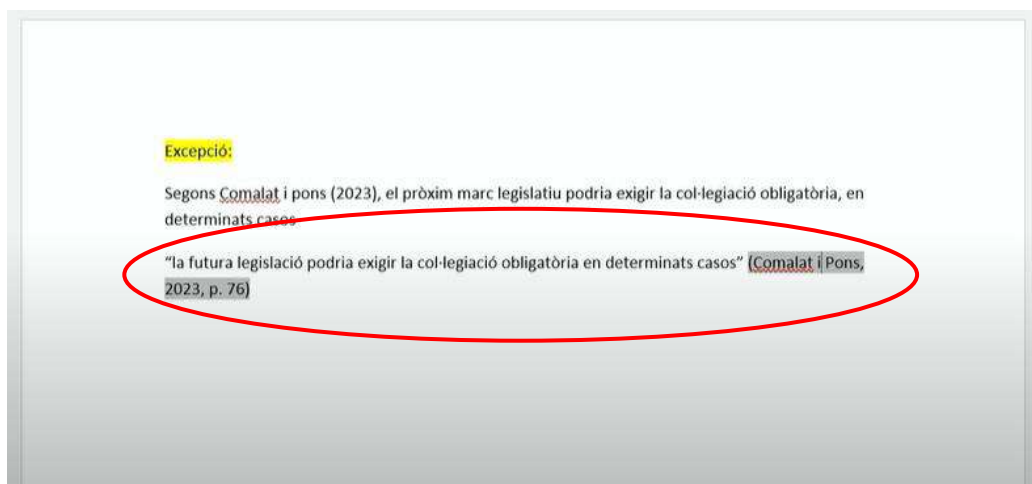 Excepció:
Segons Comalat i pons (2023), el pròxim marc legislatiu podria exigir la col·legiació obligatòria, en
determinats casos
“la futura legislació podria exigir la col·legiació obligatòria en determinats casos” (Comalat i Pons,
2023, p. 76)